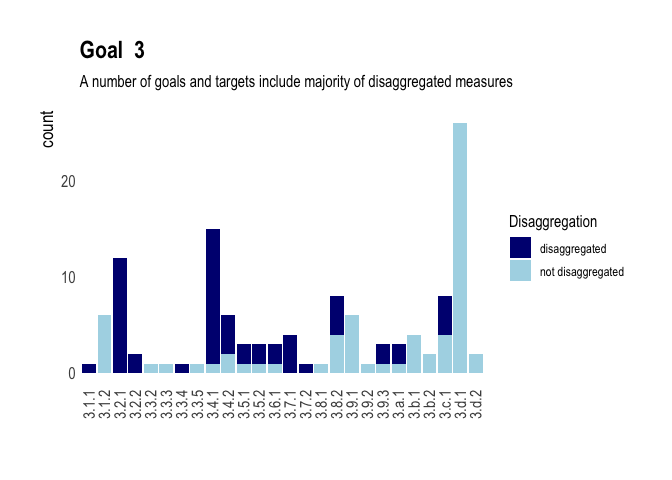 Goal  3
A number of goals and targets include majority of disaggregated measures
count
20
10
0
Disaggregation
disaggregated
not disaggregated
3.1.1
3.1.2
3.2.1
3.2.2
3.3.2
3.3.3
3.3.4
3.3.5
3.4.1
3.4.2
3.5.1
3.5.2
3.6.1
3.7.1
3.7.2
3.8.1
3.8.2
3.9.1
3.9.2
3.9.3
3.a.1
3.b.1
3.b.2
3.c.1
3.d.1
3.d.2